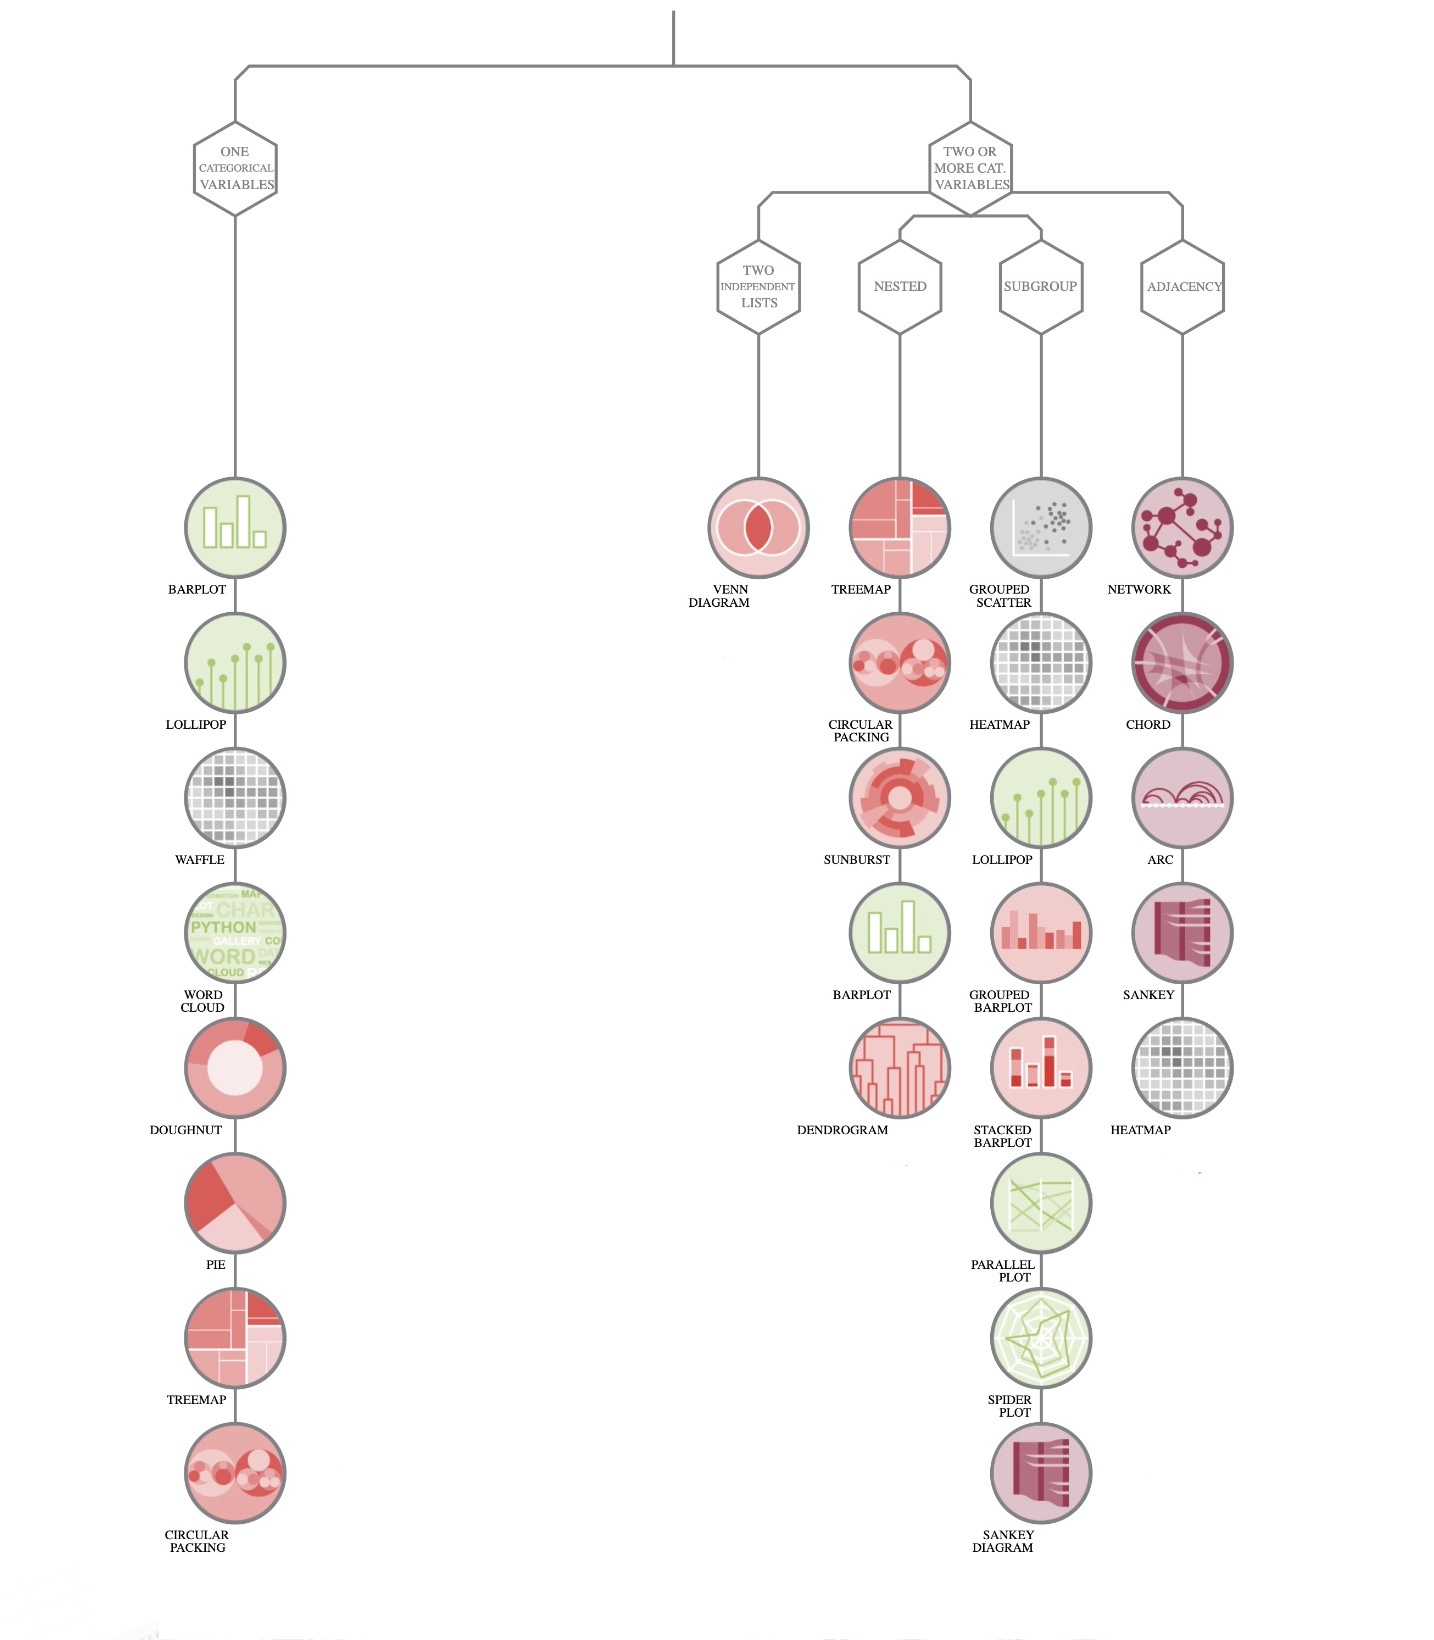 ONE
CATEGORICAL
VARIABLES
TWO OR
MORE CAT.
VARIABLES
TWO
INDEPENDENT
LISTS
NESTED
SUBGROUP
ADJACENCY
BARPLOT
LOLLIPOP
WAFFLE
MAP
CHAR
PYTHON
GALLERY
CO
WORD
CLOUD
WORD
CLOUD
DOUGHNUT
PIE
TREEMAP
CIRCULAR
PACKING
VENN
DIAGRAM
TREEMAP
CIRCULAR
PACKING
SUNBURST
BARPLOT
DENDROGRAM
GROUPED
SCATTER
HEATMAP
LOLLIPOP
GROUPED
BARPLOT
STACKED
BARPLOT
PARALLEL
PLOT
SPIDER
PLOT
SANKEY
DIAGRAM
NETWORK
CHORD
ARC
SANKEY
HEATMAP